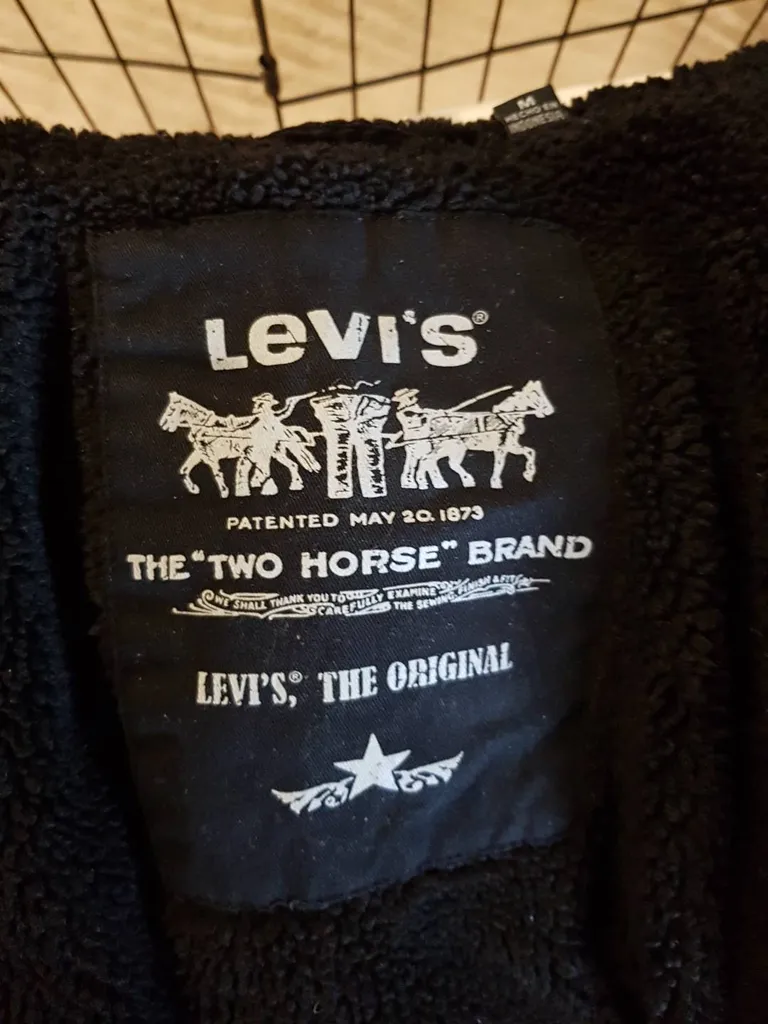 M
HECHO EN
INDONESIA
LEVI'S®
PATENTED MAY 20. 1873
THE "TWO HORSE" BRAND
WE SHALL THANK YOU TO
CAREFULLY EXAMINE
THE SEWING, FINISH & FIT
LEVI'S,® THE ORIGINAL